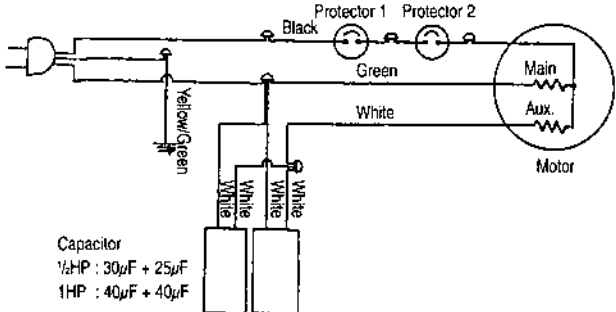 Protector 1 Protector 2
Black
Green
Main
Yellow/Green
White
Aux.
Motor
White
White
White
White
Capacitor
½HP : 30µF + 25µF
1HP : 40µF + 40µF